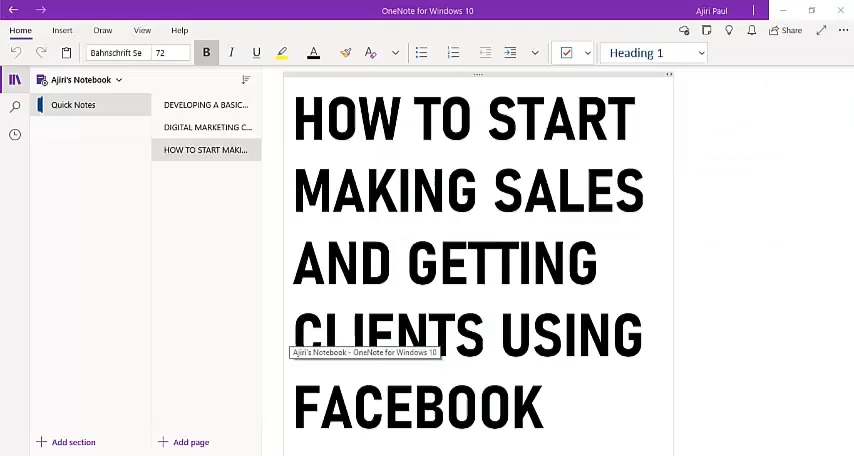 OneNote for Windows 10
Ajiri Paul
Home Insert Draw View Help
Share
Bahnschrift Se 72 B I U A A Heading 1
Ajiri's Notebook
Quick Notes
DEVELOPING A BASIC...
DIGITAL MARKETING C...
HOW TO START MAKI...
HOW TO START
MAKING SALES
AND GETTING
CLIENTS USING
Ajiri's Notebook - OneNote for Windows 10
FACEBOOK
+ Add section
+ Add page